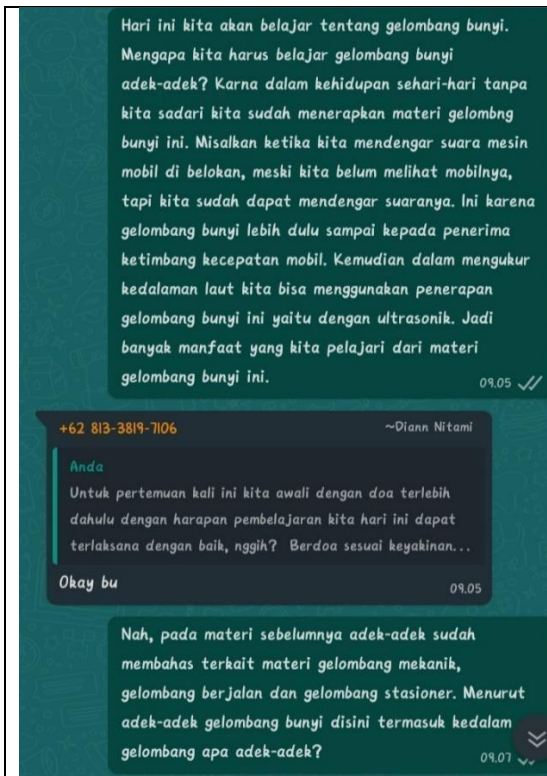 Hari ini kita akan belajar tentang gelombang bunyi.
Mengapa kita harus belajar gelombang bunyi
adek-adek? Karna dalam kehidupan sehari-hari tanpa
kita sadari kita sudah menerapkan materi gelombng
bunyi ini. Misalkan ketika kita mendengar suara mesin
mobil di belokan, meski kita belum melihat mobilnya,
tapi kita sudah dapat mendengar suaranya. Ini karena
gelombang bunyi lebih dulu sampai kepada penerima
ketimbang kecepatan mobil. Kemudian dalam mengukur
kedalaman laut kita bisa menggunakan penerapan
gelombang bunyi ini yaitu dengan ultrasonik. Jadi
banyak manfaat yang kita pelajari dari materi
gelombang bunyi ini.
09.05
+62 813-3819-7106 ~Diann Nitami
Anda
Untuk pertemuan kali ini kita awali dengan doa terlebih
dahulu dengan harapan pembelajaran kita hari ini dapat
terlaksana dengan baik, nggih? Berdoa sesuai keyakinan...
Okay bu
09.05
Nah, pada materi sebelumnya adek-adek sudah
membahas terkait materi gelombang mekanik,
gelombang berjalan dan gelombang stasioner. Menurut
adek-adek gelombang bunyi disini termasuk kedalam
gelombang apa adek-adek?
09.07